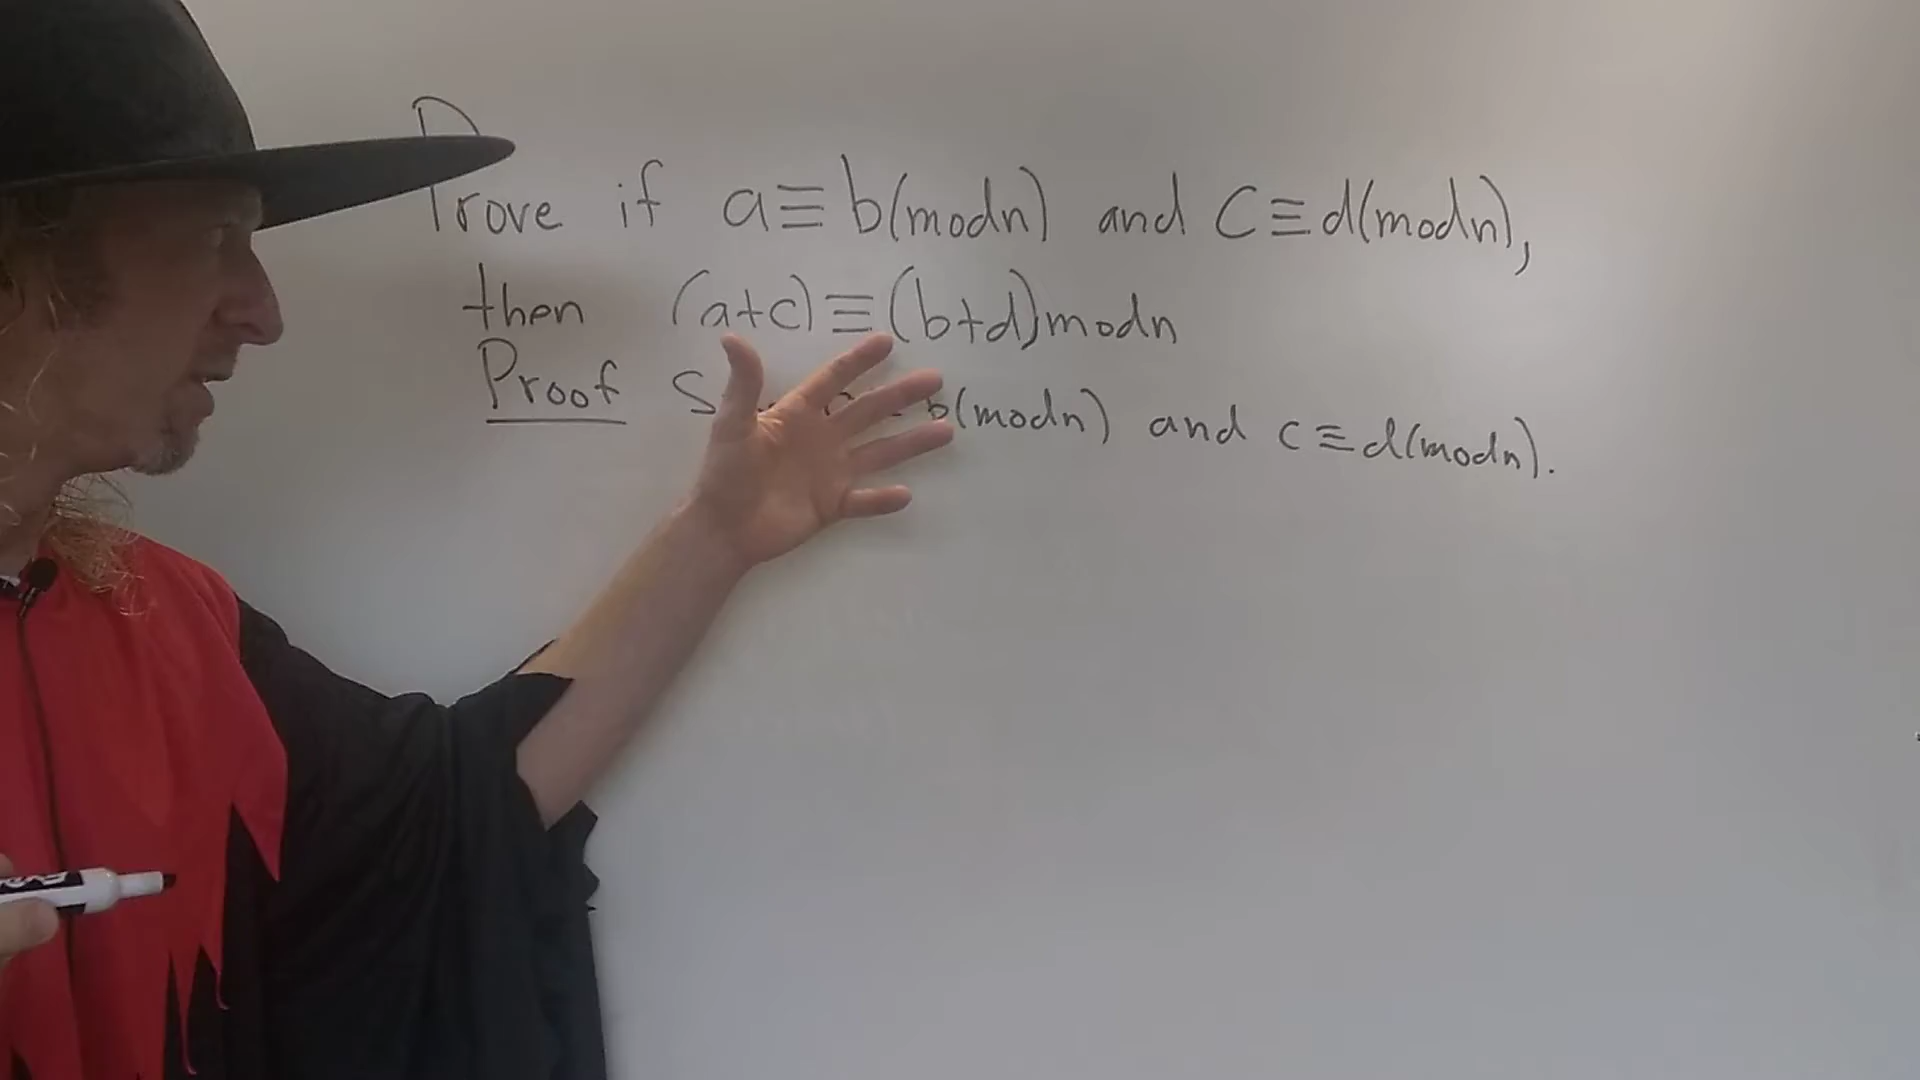 Prove if a≡b(modn) and c≡d(modn),
then (a+c)≡(b+d)modn
Proof b(modn) and c≡d(modn).